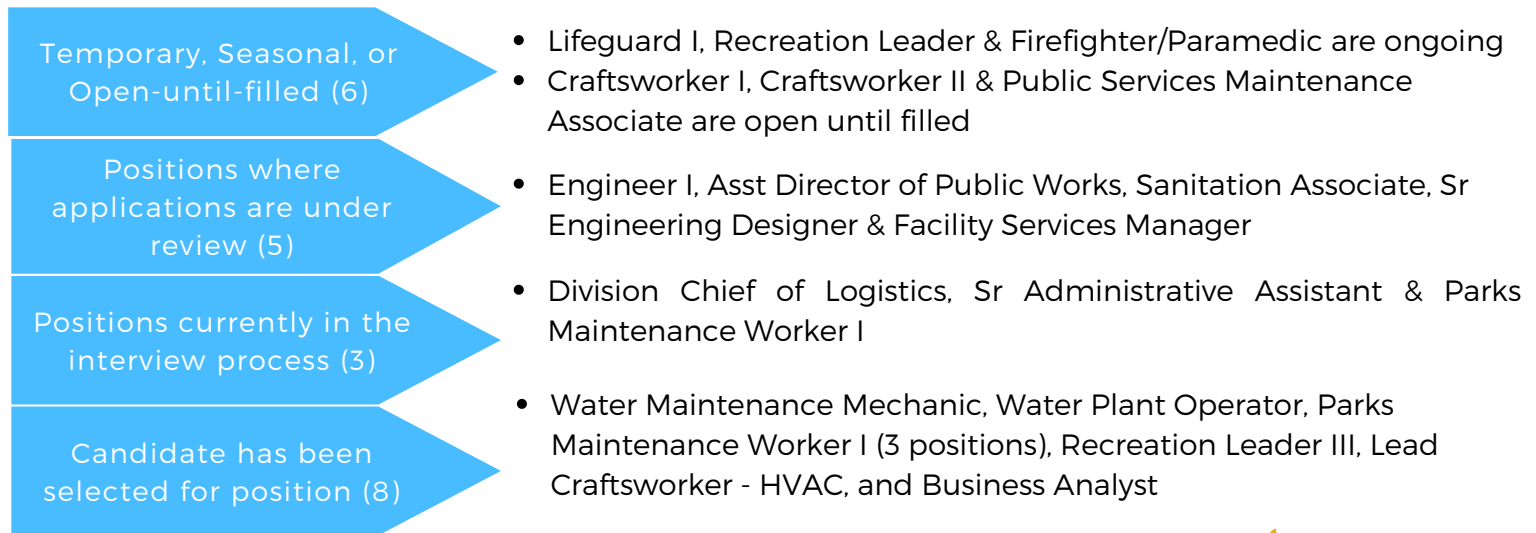 Temporary, Seasonal, or
Open-until-filled (6)
• Lifeguard I, Recreation Leader & Firefighter/Paramedic are ongoing
• Craftsworker I, Craftsworker II & Public Services Maintenance
Associate are open until filled
Positions where
applications are under
review (5)
• Engineer I, Asst Director of Public Works, Sanitation Associate, Sr
Engineering Designer & Facility Services Manager
Positions currently in the
interview process (3)
• Division Chief of Logistics, Sr Administrative Assistant & Parks
Maintenance Worker I
Candidate has been
selected for position (8)
• Water Maintenance Mechanic, Water Plant Operator, Parks
Maintenance Worker I (3 positions), Recreation Leader III, Lead
Craftsworker - HVAC, and Business Analyst